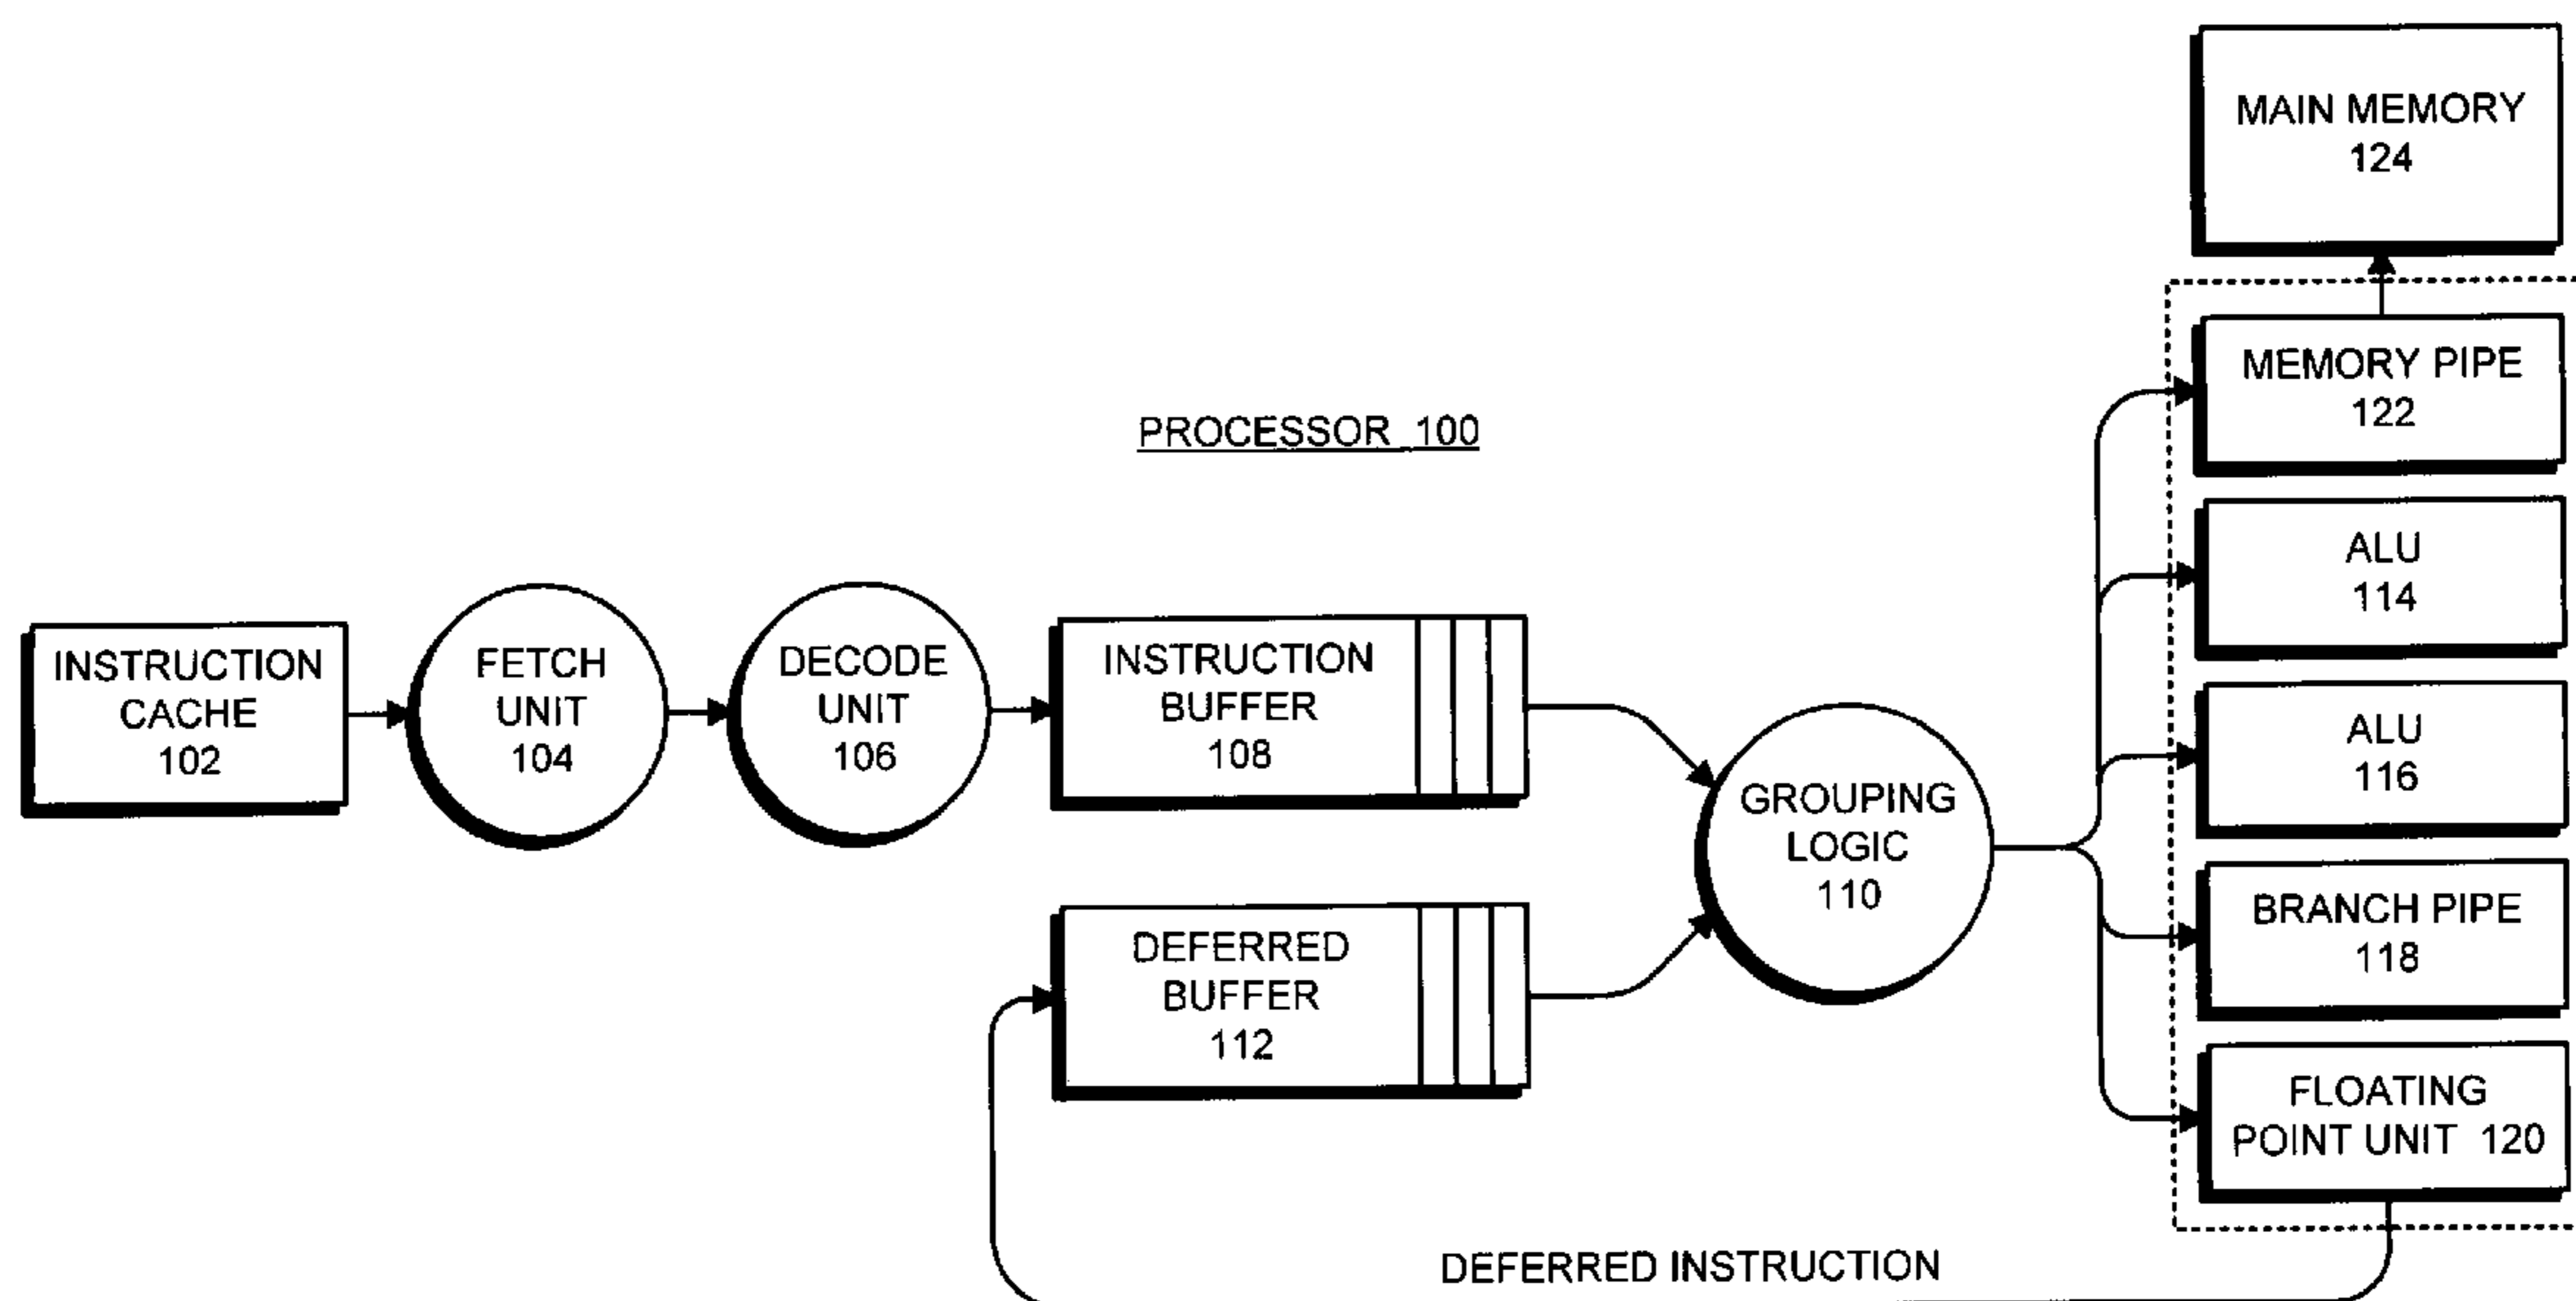 MAIN MEMORY
124
MEMORY PIPE
122
PROCESSOR 100
ALU
114
INSTRUCTION
CACHE
102
FETCH
UNIT
104
DECODE
UNIT
106
INSTRUCTION
BUFFER
108
ALU
116
GROUPING
LOGIC
110
DEFERRED
BUFFER
112
BRANCH PIPE
118
FLOATING
POINT UNIT 120
DEFERRED INSTRUCTION